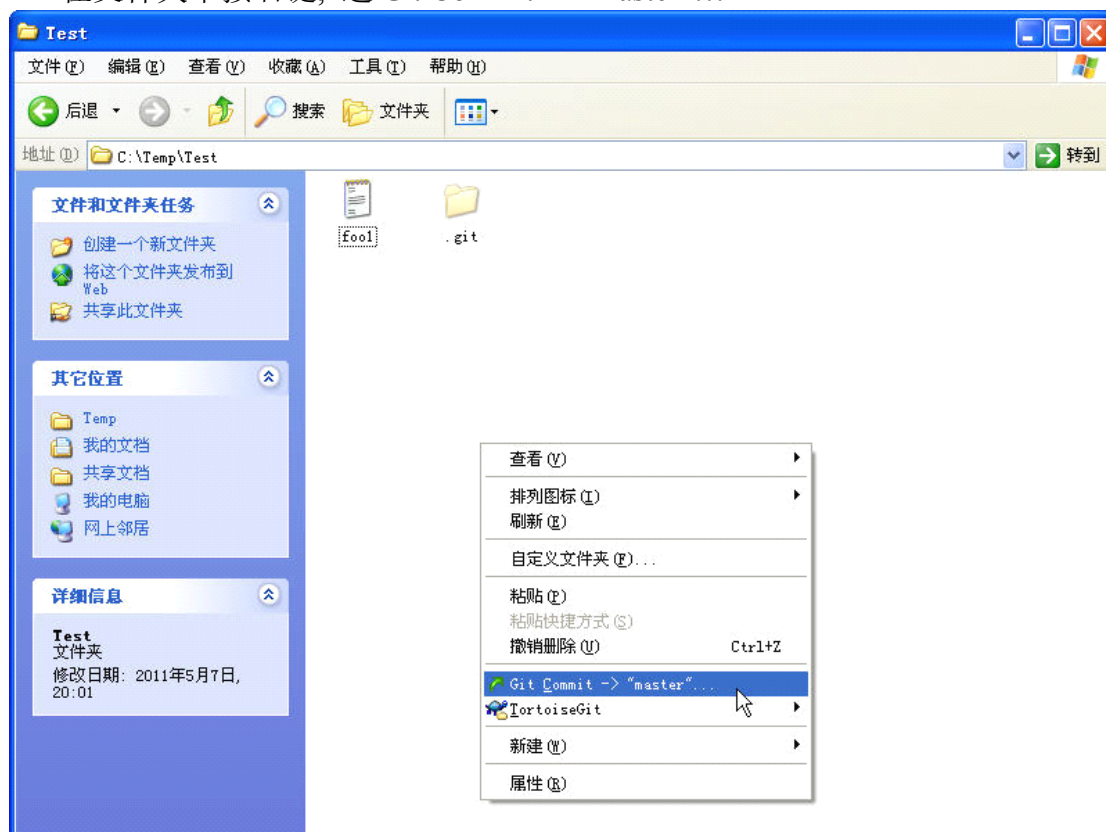 Test
文件(F) 编辑(E) 查看(V) 收藏(A) 工具(T) 帮助(H)
后退 搜索 文件夹
地址(D) C:\Temp\Test 转到
文件和文件夹任务
创建一个新文件夹
将这个文件夹发布到
Web
共享此文件夹
foo1 .git
其它位置
Temp
我的文档
共享文档
我的电脑
网上邻居
详细信息
Test
文件夹
修改日期: 2011年5月7日,
20:01
查看(V)
排列图标(I)
刷新(E)
自定义文件夹(F)...
粘贴(P)
粘贴快捷方式(S)
撤销删除(U) Ctrl+Z
Git Commit -> "master"...
TortoiseGit
新建(W)
属性(R)